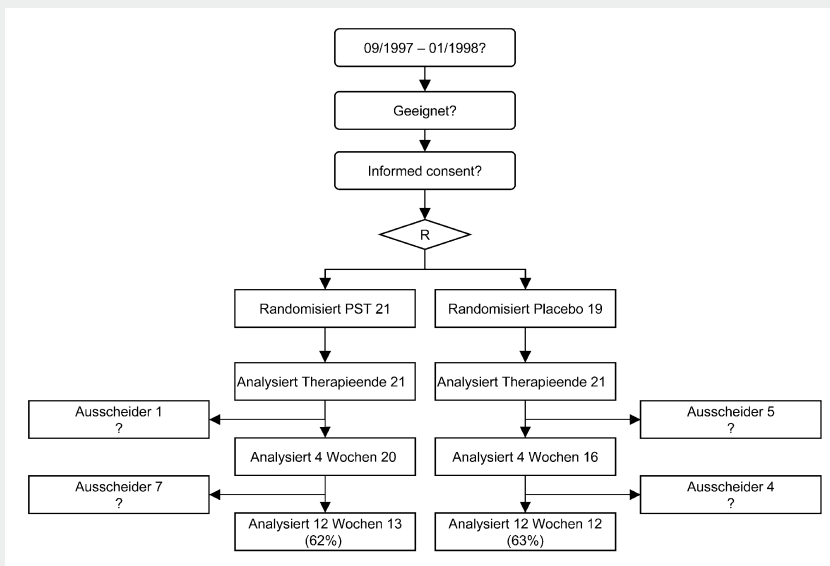 09/1997 – 01/1998?
Geeignet?
Informed consent?
R
Randomisiert PST 21
Randomisiert Placebo 19
Analysiert Therapieende 21
Analysiert Therapieende 21
Ausscheider 1
?
Ausscheider 5
?
Analysiert 4 Wochen 20
Analysiert 4 Wochen 16
Ausscheider 7
?
Ausscheider 4
?
Analysiert 12 Wochen 13
(62%)
Analysiert 12 Wochen 12
(63%)